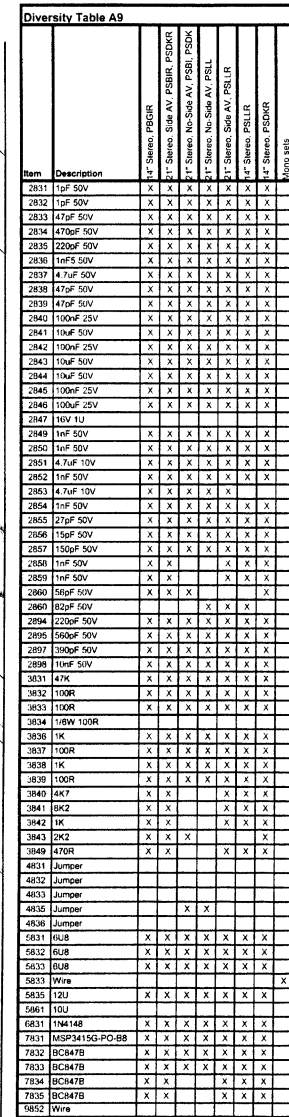 Diversity Table A9
Item Description 14" Stereo, PBGIR 21" Stereo, Side AV, PSBIR, PSDKR 21" Stereo, No-Side AV, PSBI, PSDK 21" Stereo, No-Side AV, PSLL 21" Stereo, Side AV, PSLLR 14" Stereo, PSLLR 14" Stereo, PSDKR Mono sets
2831 1pF 50V X X X X X X X
2832 1pF 50V X X X X X X X
2833 47pF 50V X X X X X X X
2834 470pF 50V X X X X X X X
2835 220pF 50V X X X X X X X
2836 1nF5 50V X X X X X X X
2837 4.7uF 50V X X X X X X X
2838 47pF 50V X X X X X X X
2839 47pF 50V X X X X X X X
2840 100nF 25V X X X X X X X
2841 10uF 50V X X X X X X X
2842 100nF 25V X X X X X X X
2843 10uF 50V X X X X X X X
2844 10uF 50V X X X X X X X
2845 100nF 25V X X X X X X X
2846 100uF 25V X X X X X X X
2847 16V 1U
2849 1nF 50V X X X X X X X
2850 1nF 50V X X X X X X X
2851 4.7uF 10V X X X X X X X
2852 1nF 50V X X X X X X X
2853 4.7uF 10V X X X X X
2854 1nF 50V X X X X X X X
2855 27pF 50V X X X X X X X
2856 15pF 50V X X X X X X X
2857 150pF 50V X X X X X X X
2858 1nF 50V X X X X X
2859 1nF 50V X X X X X
2860 56pF 50V X X X X
2860 82pF 50V X X X
2894 220pF 50V X X X X X X X
2895 560pF 50V X X X X X X X
2897 390pF 50V X X X X X X X
2898 10nF 50V X X X X X X X
3831 47K X X X X X X X
3832 100R X X X X X X X
3833 100R X X X X X X X
3834 1/6W 100R
3836 1K X X X X X X X
3837 100R X X X X X X X
3838 1K X X X X X X X
3839 100R X X X X X X X
3840 4K7 X X X X X
3841 8K2 X X X X X
3842 1K X X X X X
3843 2K2 X X X X
3849 470R X X X X X
4831 Jumper
4832 Jumper
4833 Jumper
4835 Jumper X X
4836 Jumper
5831 6U8 X X X X X X X
5832 6U8 X X X X X X X
5833 6U8 X X X X X X X
5833 Wire X
5835 12U X X X X X X X
5861 10U
6831 1N4148 X X X X X X X
7831 MSP3415G-PO-B8 X X X X X X X
7832 BC847B X X X X X X X
7833 BC847B X X X X X X X
7834 BC847B X X X X X
7835 BC847B X X X X X
9852 Wire